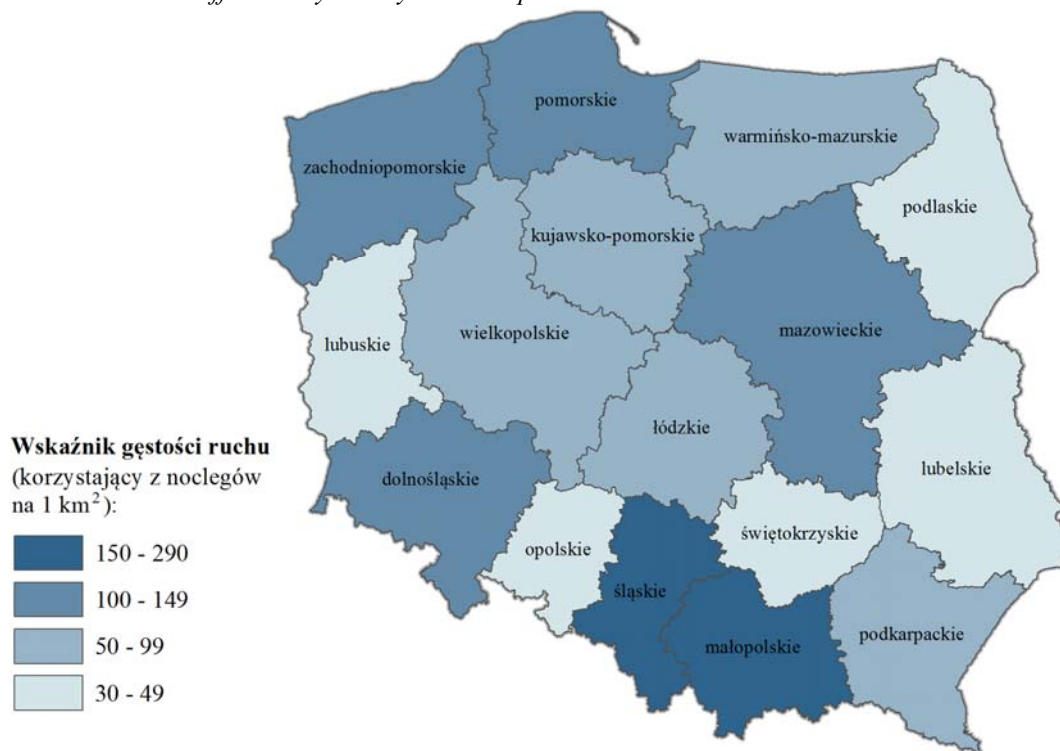 pomorskie
warmińsko-mazurskie
zachodniopomorskie
podlaskie
kujawsko-pomorskie
mazowieckie
wielkopolskie
lubuskie
łódzkie
lubelskie
dolnośląskie
świętokrzyskie
opolskie
śląskie
podkarpackie
małopolskie
Wskaźnik gęstości ruchu
(korzystający z noclegów
na 1 km²):
150 - 290
100 - 149
50 - 99
30 - 49